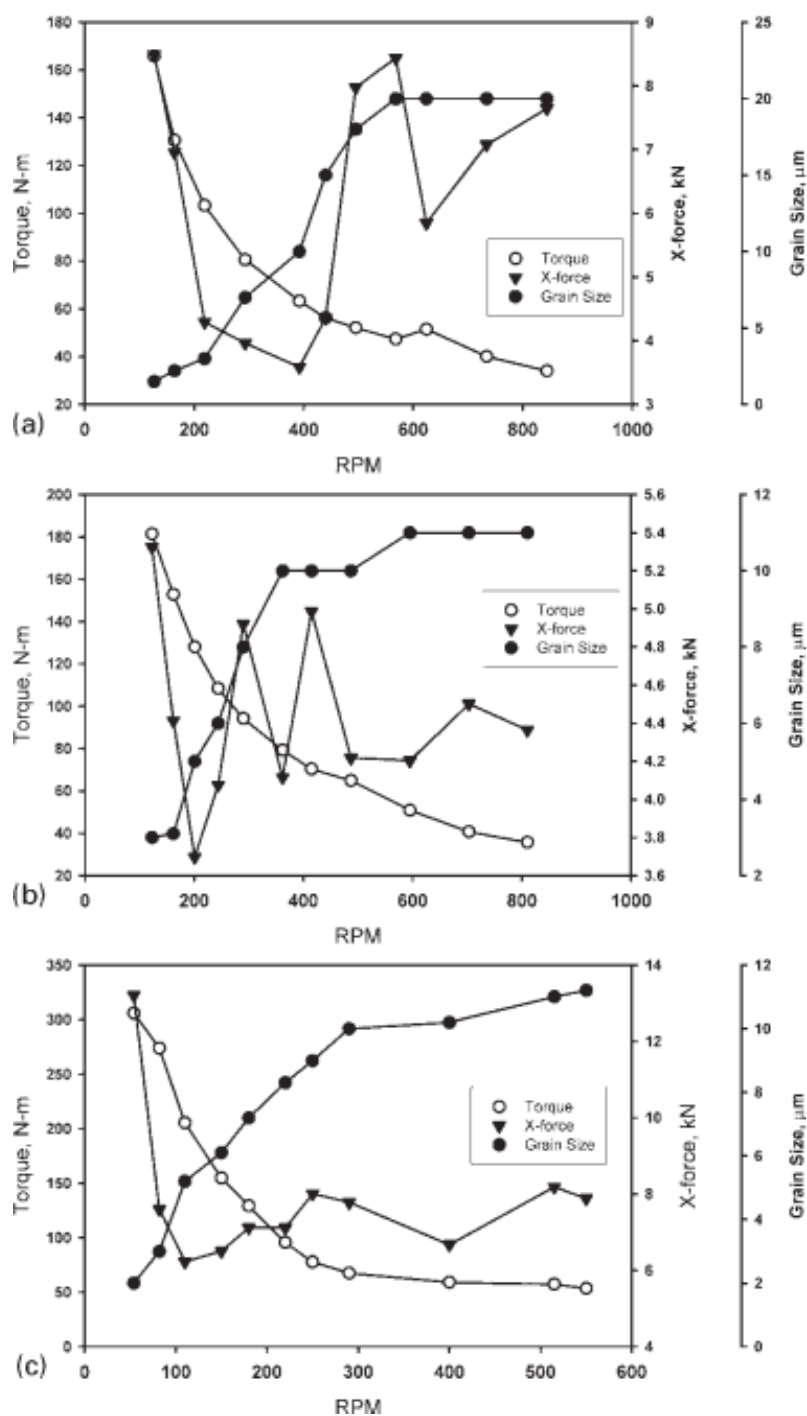 180 9 25
160 8 20
140 7 15
120
100 6
80 5 10
60 4 5
40
20 3 0
Torque, N-m
X-force, kN
Grain Size, μm
Torque
X-force
Grain Size
0 200 400 600 800 1000
(a)
RPM
200 5.6 12
180 5.4 10
160 5.2
140 5.0 8
120 4.8
100 4.6 6
80 4.4
60 4.2 4
40 4.0
20 3.8 2
3.6
Torque, N-m
X-force, kN
Grain Size, μm
Torque
X-force
Grain Size
0 200 400 600 800 1000
(b)
RPM
350 14 12
300 12 10
250 8
200 10 6
150 8
100 6 4
50 2
0 4 0
Torque, N-m
X-force, kN
Grain Size, μm
Torque
X-force
Grain Size
0 100 200 300 400 500 600
(c)
RPM